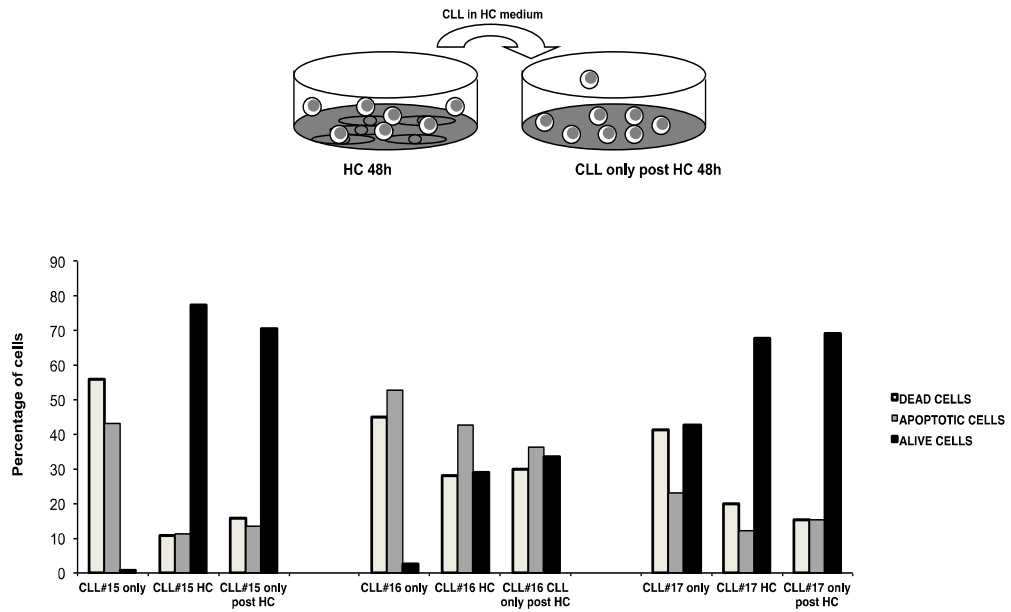 CLL in HC medium
HC 48h
CLL only post HC 48h
Percentage of cells
90
80
70
60
50
40
30
20
10
0
CLL#15 only
CLL#15 HC
CLL#15 only
post HC
CLL#16 only
CLL#16 HC
CLL#16 CLL
only post HC
CLL#17 only
CLL#17 HC
CLL#17 only
post HC
DEAD CELLS
APOPTOTIC CELLS
ALIVE CELLS